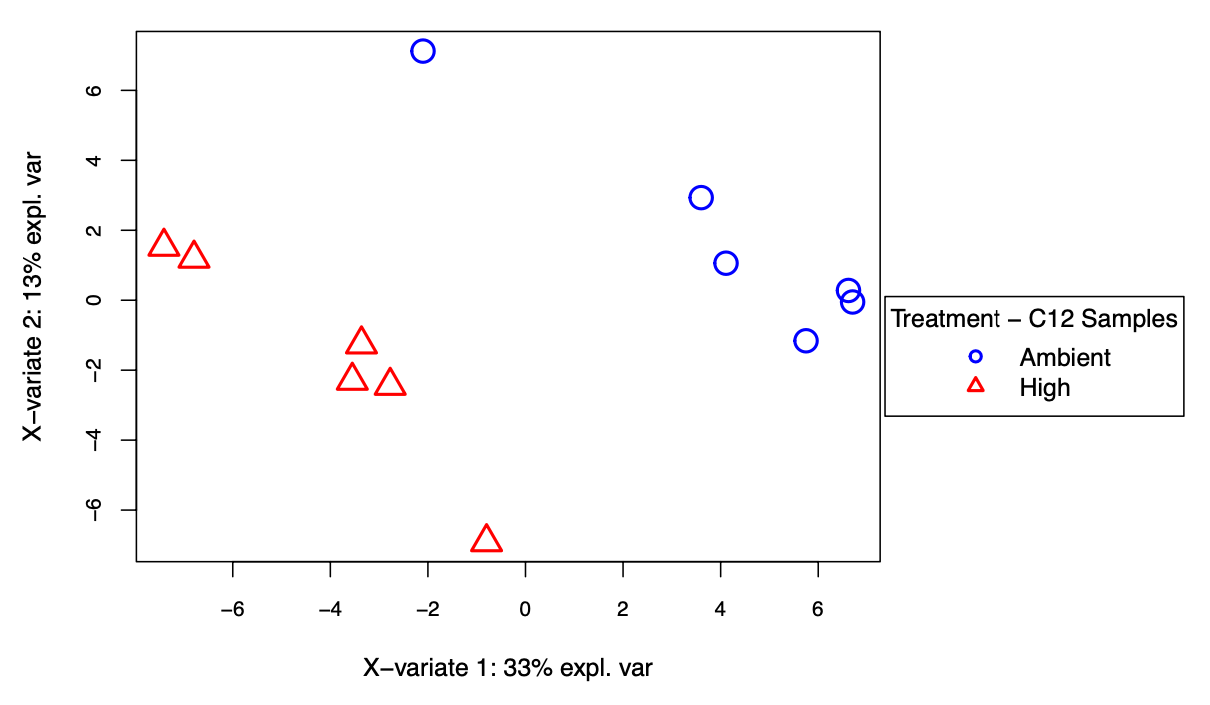 X−variate 2: 13% expl. var
6
4
2
0
−2
−4
−6
−6 −4 −2 0 2 4 6
X−variate 1: 33% expl. var
Treatment − C12 Samples
Ambient
High